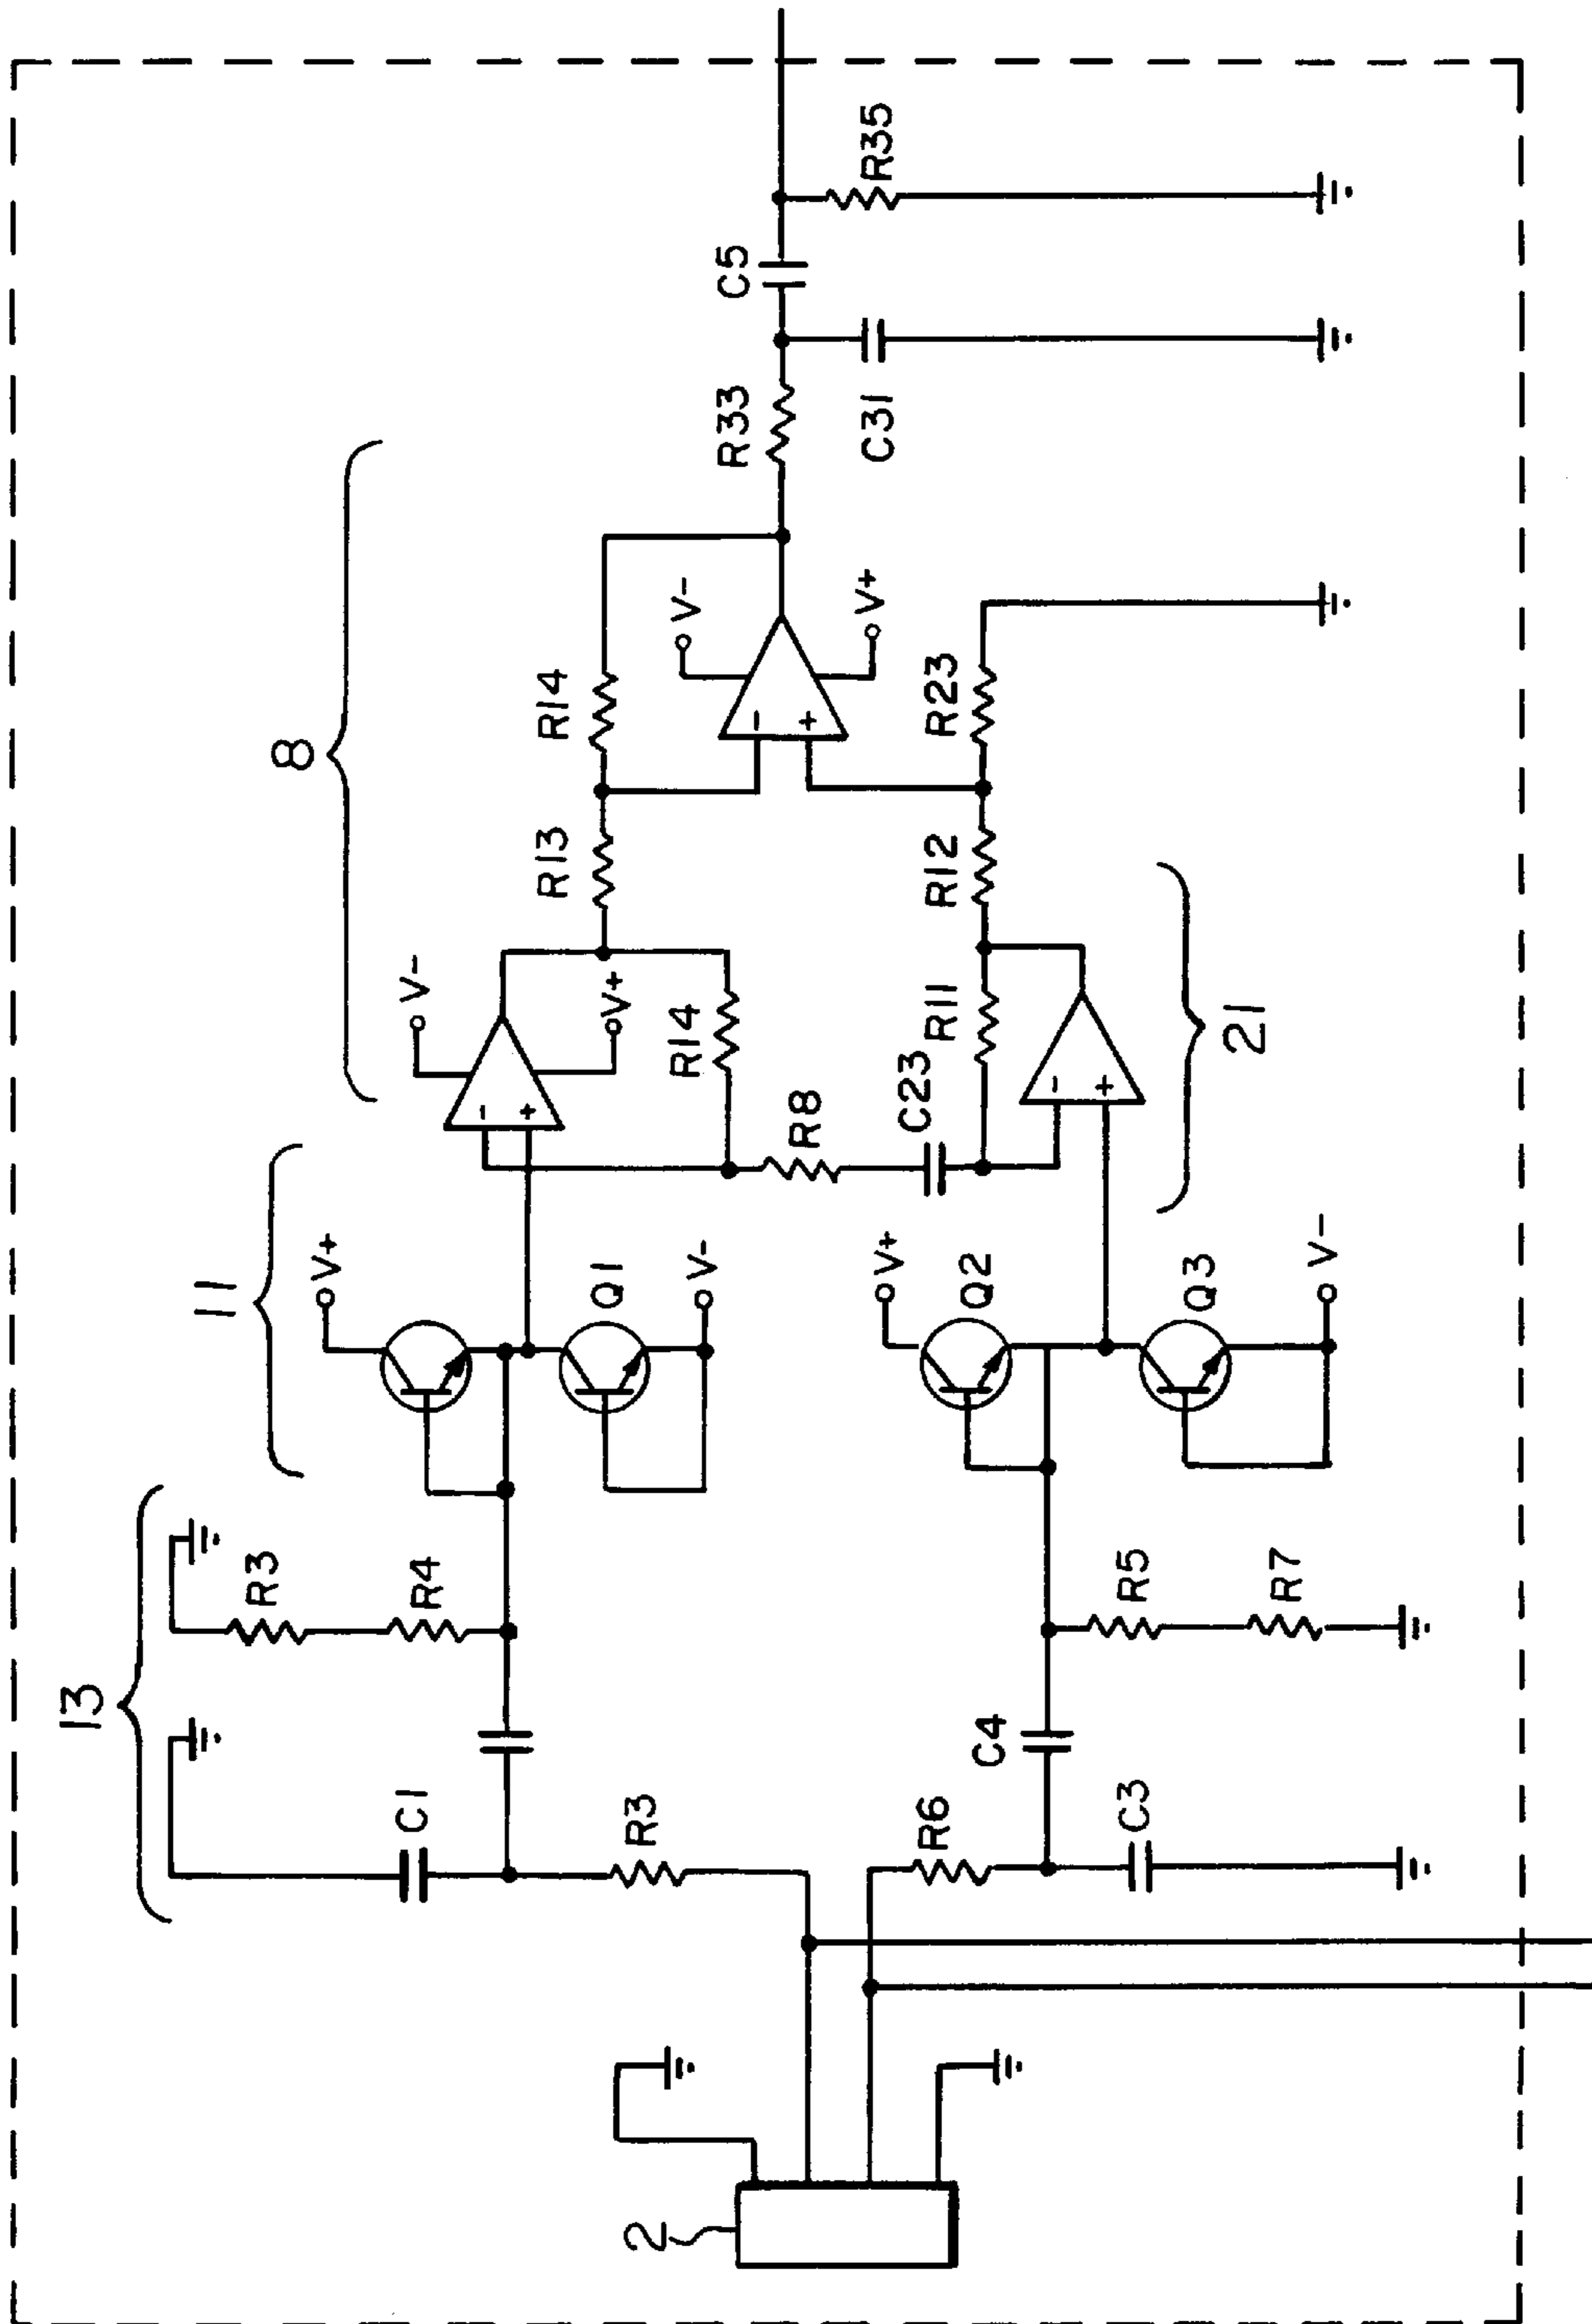 13
11
8
21
2
R3
R4
C1
R3
R6
C4
C3
R5
R7
V+
Q1
V-
V+
Q2
Q3
V-
V-
V+
-
+
R14
R8
C23
R11
-
+
R13
R12
R14
V-
V+
-
+
R23
R33
C31
C5
R35